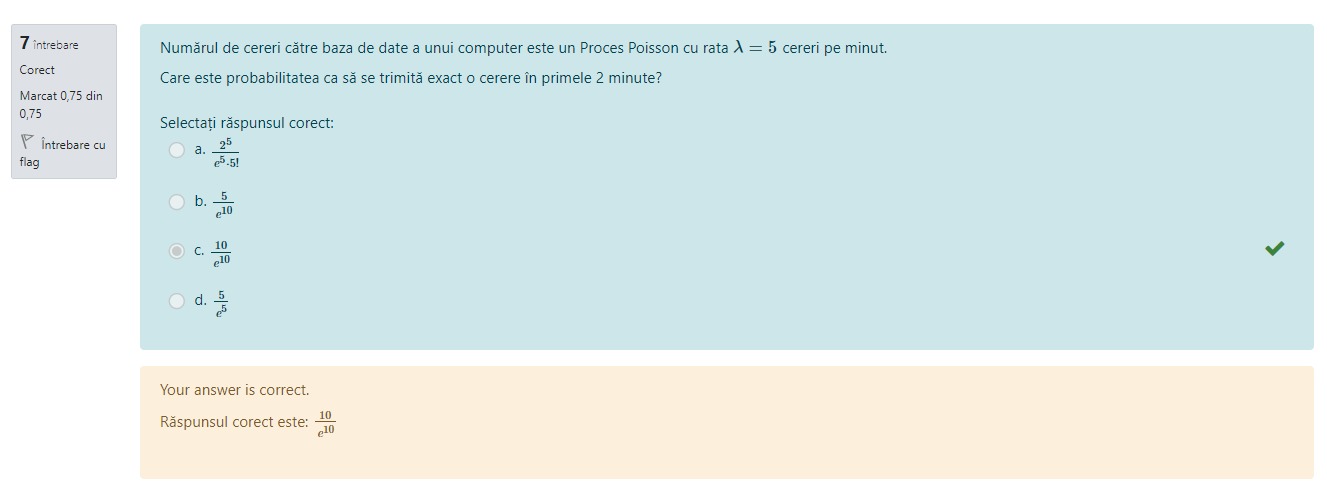 7 întrebare
Corect
Marcat 0,75 din
0,75
Întrebare cu
flag
Numărul de cereri către baza de date a unui computer este un Proces Poisson cu rata λ = 5 cereri pe minut.
Care este probabilitatea ca să se trimită exact o cerere în primele 2 minute?
Selectați răspunsul corect:
a. \frac{2^5}{e^5·5!}
b. \frac{5}{e^{10}}
c. \frac{10}{e^{10}}
d. \frac{5}{e^5}
Your answer is correct.
Răspunsul corect este: \frac{10}{e^{10}}